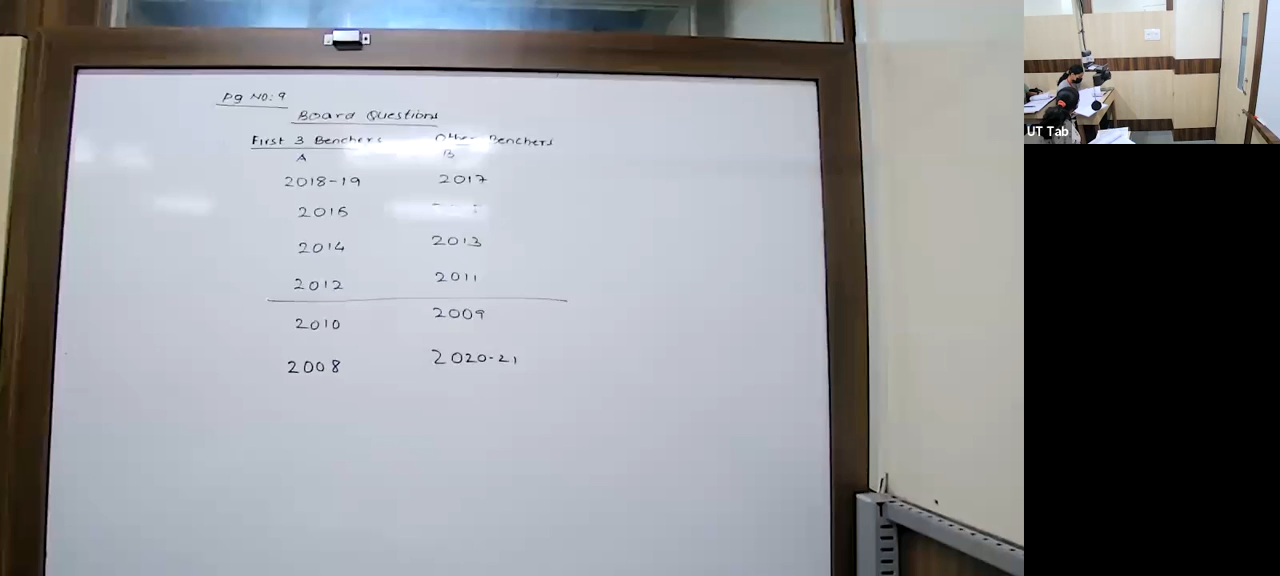 Pg No: 9
Board Questions
First 3 Benchers Other Benchers
A B
2018-19 2017
2016
2014 2013
2012 2011
2010 2009
2008 2020-21
UT Tab